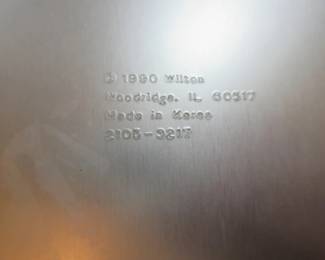 © 1990 Wilton
Woodridge, IL 60517
Made in Korea
2105-9217